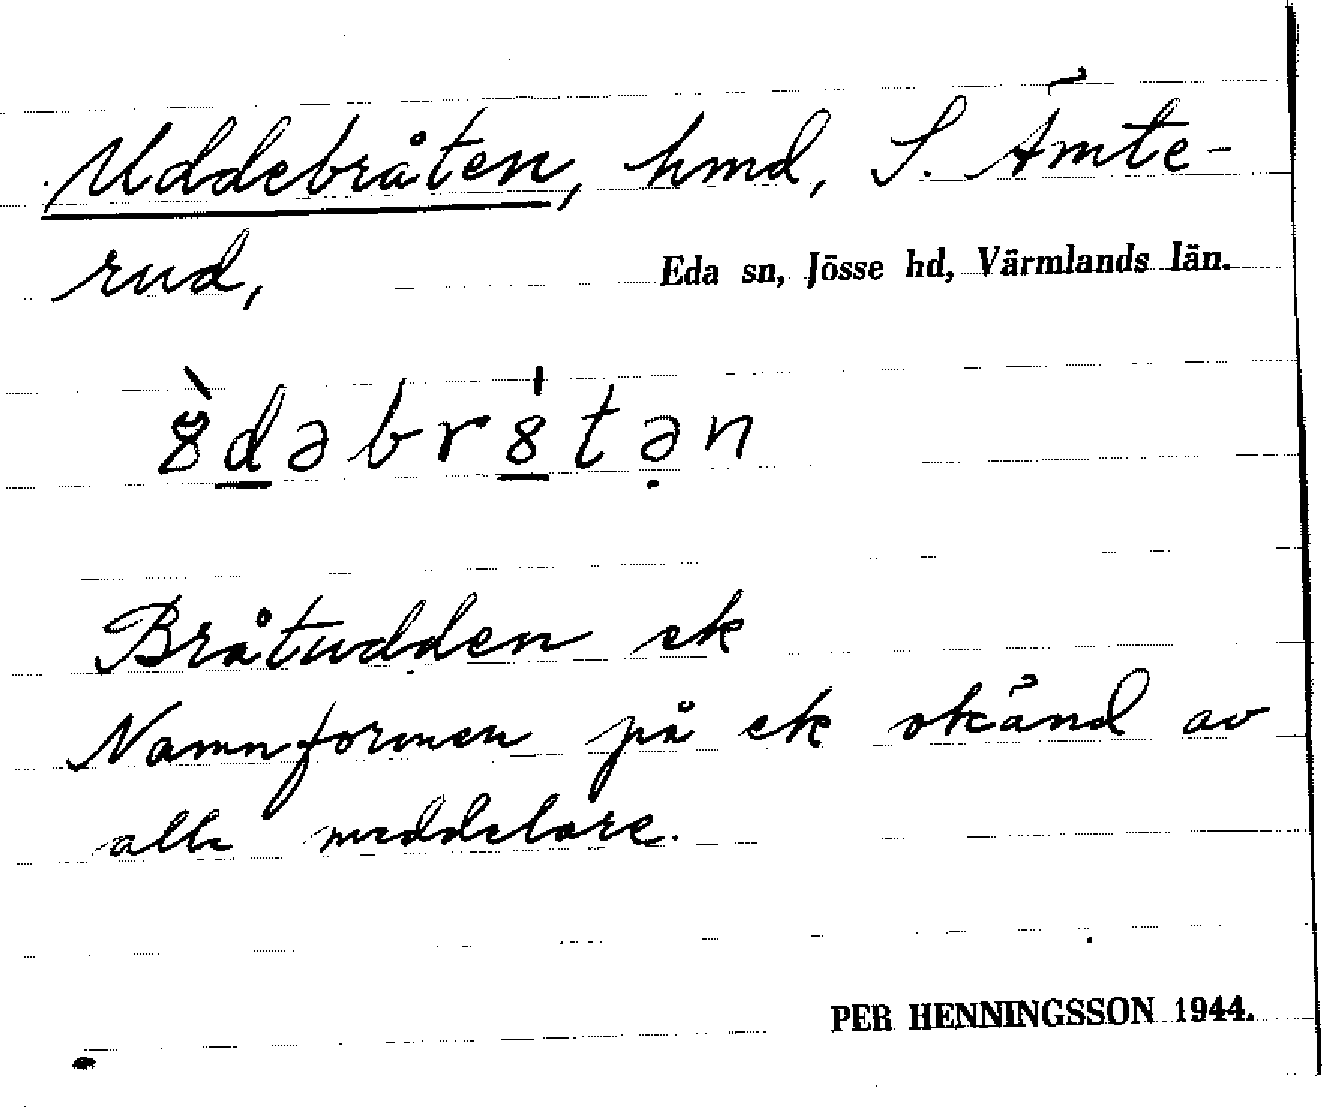 Uddebråten, hmd, S. Ämte-
rud,
Eda sn, Jösse hd, Värmlands län.
Bråtudden ek
Namnformen på ek okänd av
alla meddelare.
PER HENNINGSSON 1944.